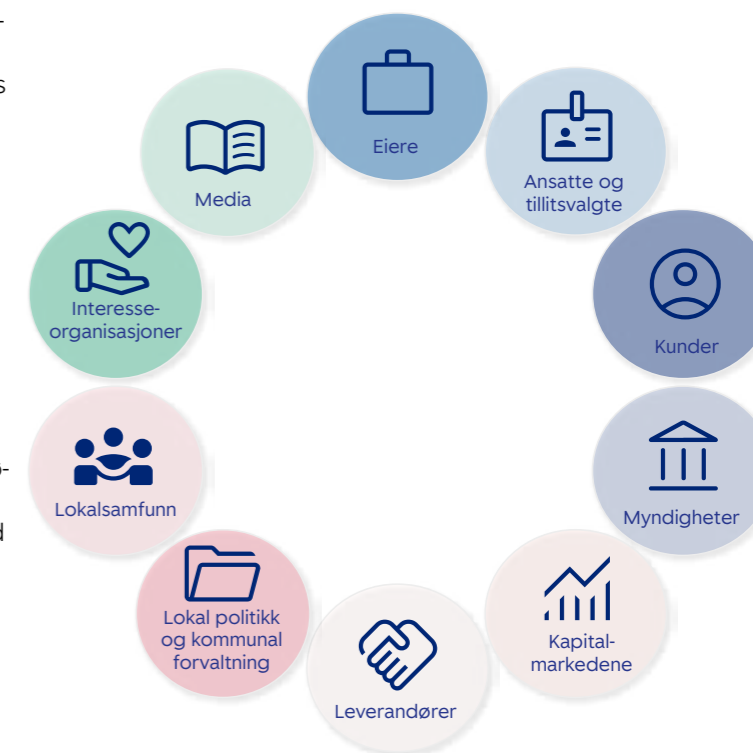 Eiere
Ansatte og
tillitsvalgte
Kunder
Myndigheter
Kapital-
markedene
Leverandører
Lokal politikk
og kommunal
forvaltning
Lokalsamfunn
Interesse-
organisasjoner
Media